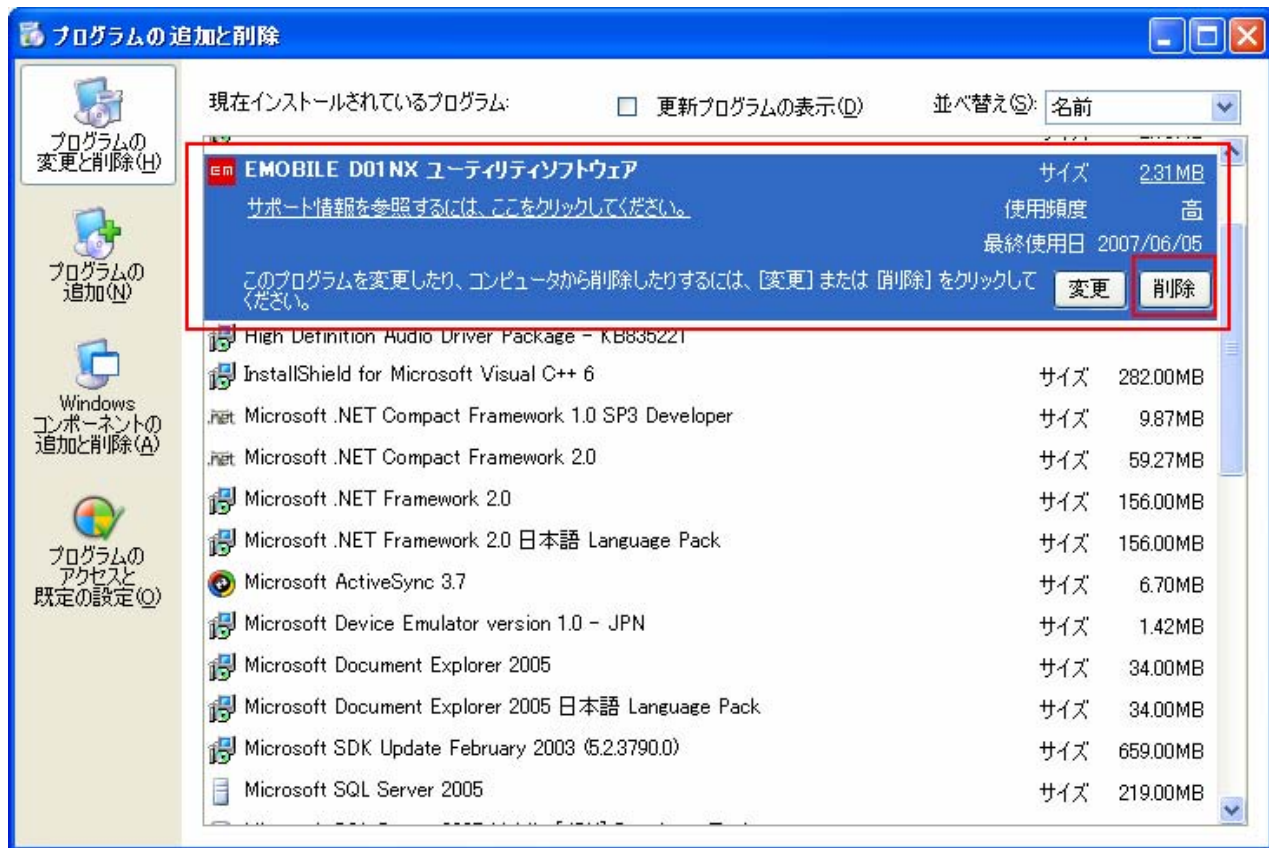 プログラムの追加と削除
プログラムの
変更と削除(H)
プログラムの
追加(N)
Windows
コンポーネントの
追加と削除(A)
プログラムの
アクセスと
既定の設定(O)
現在インストールされているプログラム:
更新プログラムの表示(D)
並べ替え(S): 名前
EM EMOBILE D01NX ユーティリティソフトウェア サイズ 2.31MB
サポート情報を参照するには、ここをクリックしてください。 使用頻度 高
最終使用日 2007/06/05
このプログラムを変更したり、コンピュータから削除したりするには、[変更] または [削除] をクリックして
ください。
変更 削除
High Definition Audio Driver Package - KB835221
InstallShield for Microsoft Visual C++ 6 サイズ 282.00MB
.net Microsoft .NET Compact Framework 1.0 SP3 Developer サイズ 9.87MB
.net Microsoft .NET Compact Framework 2.0 サイズ 59.27MB
Microsoft .NET Framework 2.0 サイズ 156.00MB
Microsoft .NET Framework 2.0 日本語 Language Pack サイズ 156.00MB
Microsoft ActiveSync 3.7 サイズ 6.70MB
Microsoft Device Emulator version 1.0 - JPN サイズ 1.42MB
Microsoft Document Explorer 2005 サイズ 34.00MB
Microsoft Document Explorer 2005 日本語 Language Pack サイズ 34.00MB
Microsoft SDK Update February 2003 (5.2.3790.0) サイズ 659.00MB
Microsoft SQL Server 2005 サイズ 219.00MB